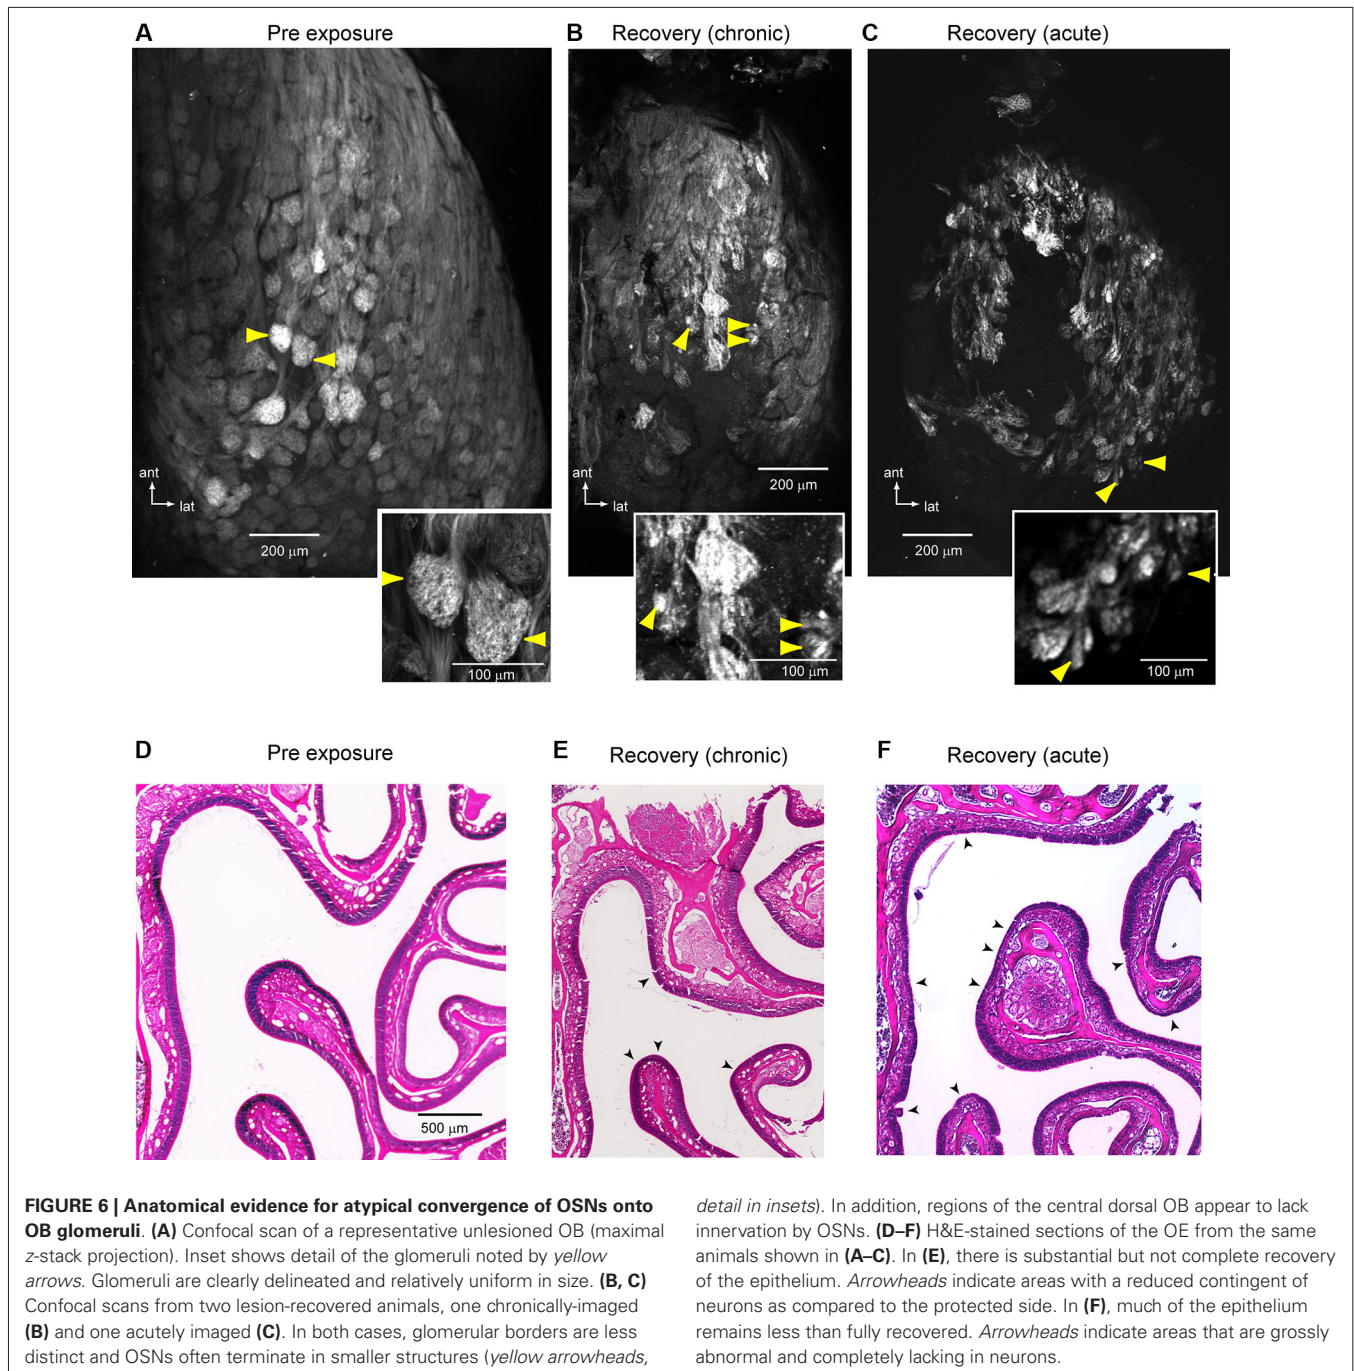 A Pre exposure
B Recovery (chronic)
C Recovery (acute)
ant
lat
200 μm
100 μm
ant
lat
200 μm
100 μm
ant
lat
200 μm
100 μm
D Pre exposure
E Recovery (chronic)
F Recovery (acute)
500 μm
FIGURE 6 | Anatomical evidence for atypical convergence of OSNs onto
OB glomeruli. (A) Confocal scan of a representative unlesioned OB (maximal
z-stack projection). Inset shows detail of the glomeruli noted by yellow
arrows. Glomeruli are clearly delineated and relatively uniform in size. (B, C)
Confocal scans from two lesion-recovered animals, one chronically-imaged
(B) and one acutely imaged (C). In both cases, glomerular borders are less
distinct and OSNs often terminate in smaller structures (yellow arrowheads,
detail in insets). In addition, regions of the central dorsal OB appear to lack
innervation by OSNs. (D–F) H&E-stained sections of the OE from the same
animals shown in (A–C). In (E), there is substantial but not complete recovery
of the epithelium. Arrowheads indicate areas with a reduced contingent of
neurons as compared to the protected side. In (F), much of the epithelium
remains less than fully recovered. Arrowheads indicate areas that are grossly
abnormal and completely lacking in neurons.